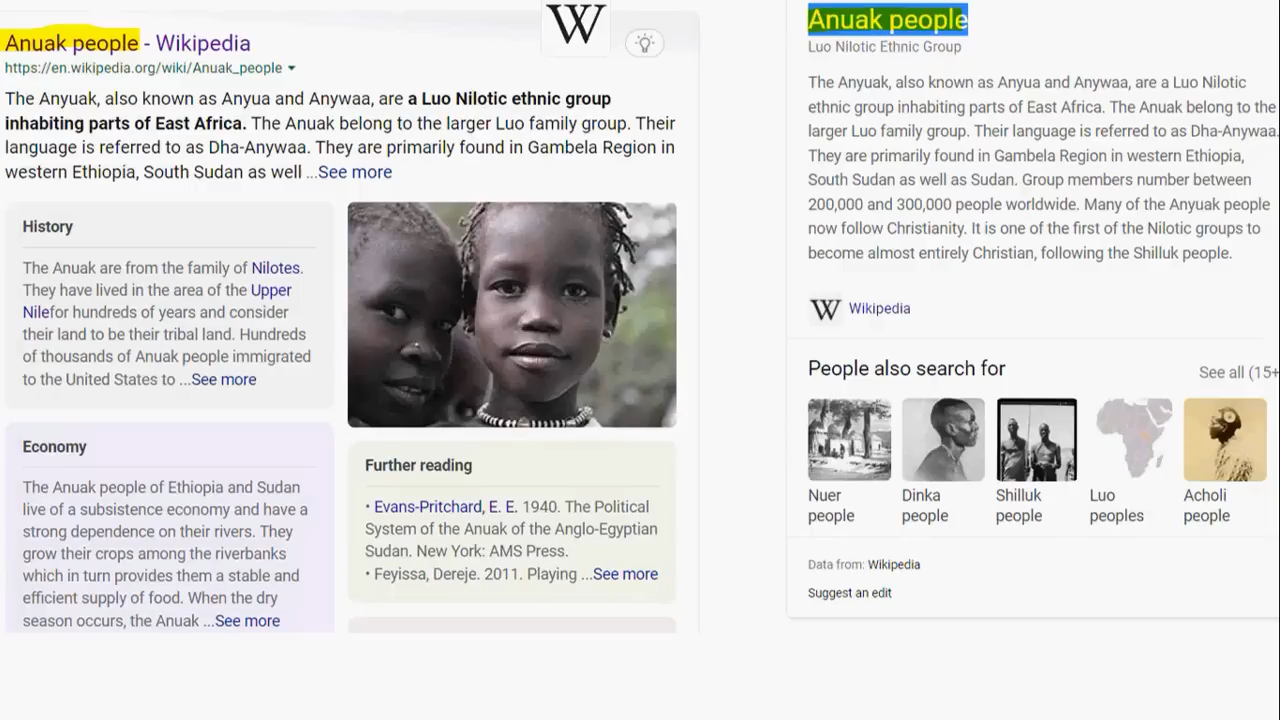 Anuak people - Wikipedia
https://en.wikipedia.org/wiki/Anuak_people
The Anyuak, also known as Anyua and Anywaa, are a Luo Nilotic ethnic group
inhabiting parts of East Africa. The Anuak belong to the larger Luo family group. Their
language is referred to as Dha-Anywaa. They are primarily found in Gambela Region in
western Ethiopia, South Sudan as well ...See more
History
The Anuak are from the family of Nilotes.
They have lived in the area of the Upper
Nilefor hundreds of years and consider
their land to be their tribal land. Hundreds
of thousands of Anuak people immigrated
to the United States to ...See more
Economy
The Anuak people of Ethiopia and Sudan
live of a subsistence economy and have a
strong dependence on their rivers. They
grow their crops among the riverbanks
which in turn provides them a stable and
efficient supply of food. When the dry
season occurs, the Anuak ...See more
W
Further reading
• Evans-Pritchard, E. E. 1940. The Political
System of the Anuak of the Anglo-Egyptian
Sudan. New York: AMS Press.
• Feyissa, Dereje. 2011. Playing ...See more
Anuak people
Luo Nilotic Ethnic Group
The Anyuak, also known as Anyua and Anywaa, are a Luo Nilotic
ethnic group inhabiting parts of East Africa. The Anuak belong to the
larger Luo family group. Their language is referred to as Dha-Anywaa.
They are primarily found in Gambela Region in western Ethiopia,
South Sudan as well as Sudan. Group members number between
200,000 and 300,000 people worldwide. Many of the Anyuak people
now follow Christianity. It is one of the first of the Nilotic groups to
become almost entirely Christian, following the Shilluk people.
W Wikipedia
People also search for
See all (15+
Nuer
people
Dinka
people
Shilluk
people
Luo
peoples
Acholi
people
Data from: Wikipedia
Suggest an edit